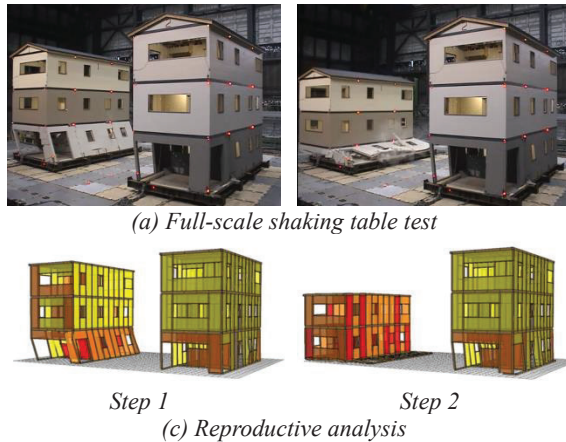 (a) Full-scale shaking table test
Step 1
Step 2
(c) Reproductive analysis